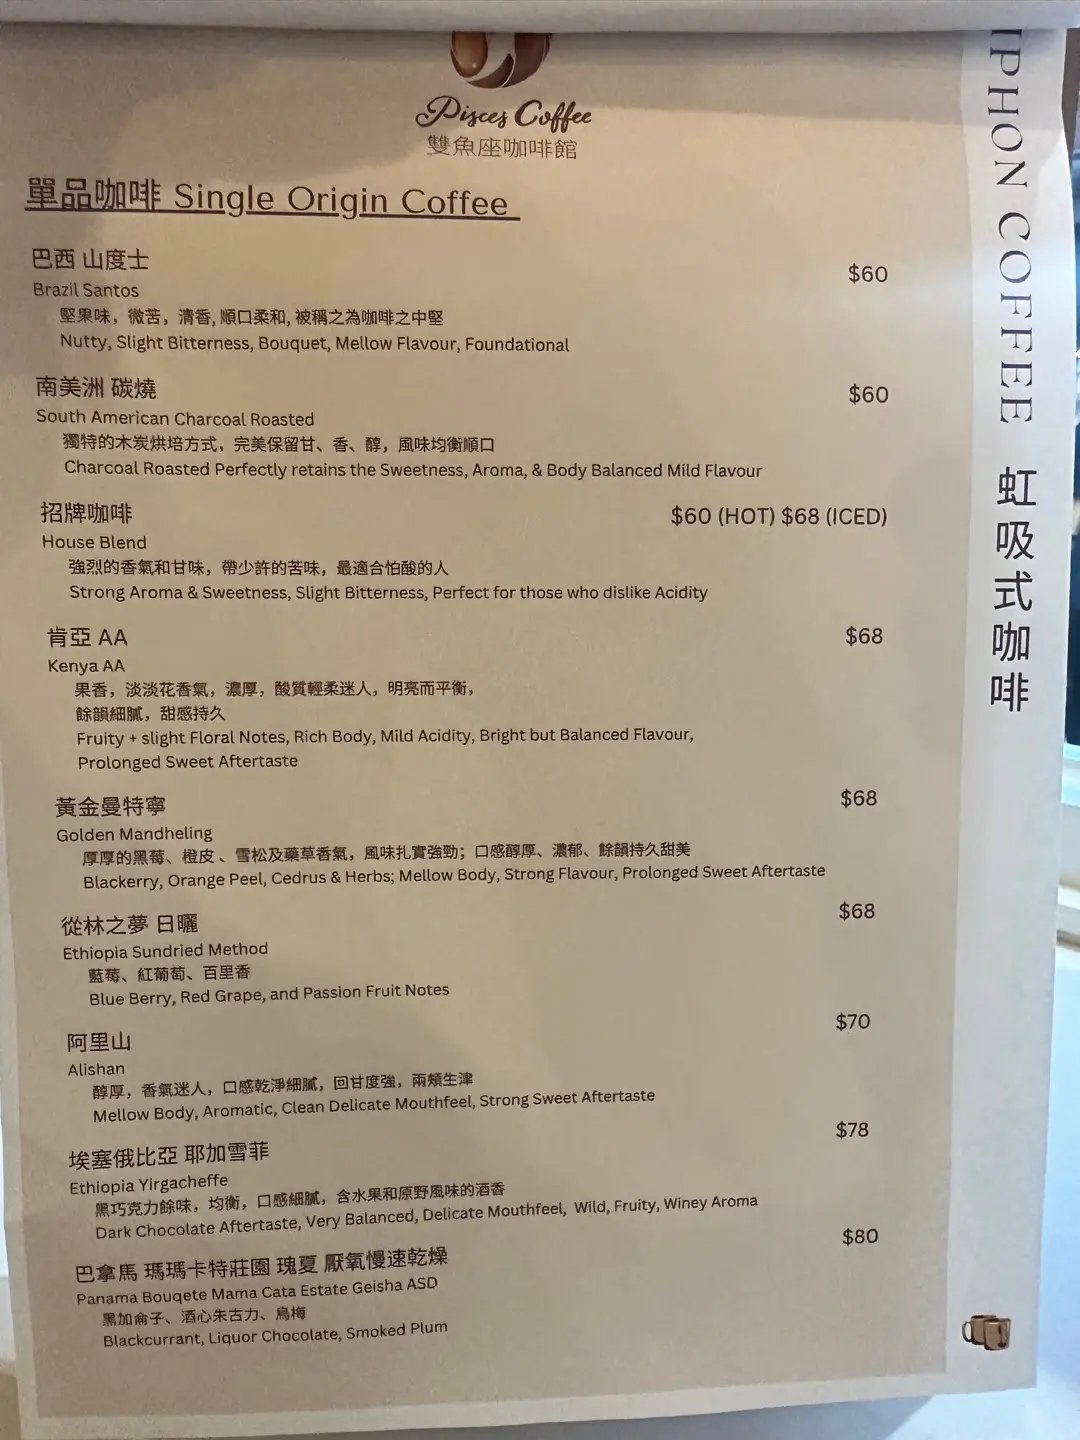 Pisces Coffee
雙魚座咖啡館
單品咖啡 Single Origin Coffee
巴西 山度士
$60
Brazil Santos
堅果味，微苦，清香, 順口柔和, 被稱之為咖啡之中堅
Nutty, Slight Bitterness, Bouquet, Mellow Flavour, Foundational
南美洲 碳燒
$60
South American Charcoal Roasted
獨特的木炭烘培方式，完美保留甘、香、醇，風味均衡順口
Charcoal Roasted Perfectly retains the Sweetness, Aroma, & Body Balanced Mild Flavour
招牌咖啡
$60 (HOT) $68 (ICED)
House Blend
強烈的香氣和甘味，帶少許的苦味，最適合怕酸的人
Strong Aroma & Sweetness, Slight Bitterness, Perfect for those who dislike Acidity
肯亞 AA
$68
Kenya AA
果香，淡淡花香氣，濃厚，酸質輕柔迷人，明亮而平衡，
餘韻細膩，甜感持久
Fruity + slight Floral Notes, Rich Body, Mild Acidity, Bright but Balanced Flavour,
Prolonged Sweet Aftertaste
黃金曼特寧
$68
Golden Mandheling
厚厚的黑莓、橙皮 、雪松及藥草香氣，風味扎實強勁；口感醇厚、濃郁、餘韻持久甜美
Blackerry, Orange Peel, Cedrus & Herbs; Mellow Body, Strong Flavour, Prolonged Sweet Aftertaste
從林之夢 日曬
$68
Ethiopia Sundried Method
藍莓、紅葡萄、百里香
Blue Berry, Red Grape, and Passion Fruit Notes
阿里山
$70
Alishan
醇厚，香氣迷人，口感乾淨細膩，回甘度強，兩頰生津
Mellow Body, Aromatic, Clean Delicate Mouthfeel, Strong Sweet Aftertaste
埃塞俄比亞 耶加雪菲
$78
Ethiopia Yirgacheffe
黑巧克力餘味，均衡，口感細膩，含水果和原野風味的酒香
Dark Chocolate Aftertaste, Very Balanced, Delicate Mouthfeel, Wild, Fruity, Winey Aroma
巴拿馬 瑪瑪卡特莊園 瑰夏 厭氧慢速乾燥
$80
Panama Bouqete Mama Cata Estate Geisha ASD
黑加侖子、酒心朱古力、烏梅
Blackcurrant, Liquor Chocolate, Smoked Plum
IPHON COFFEE 虹吸式咖啡